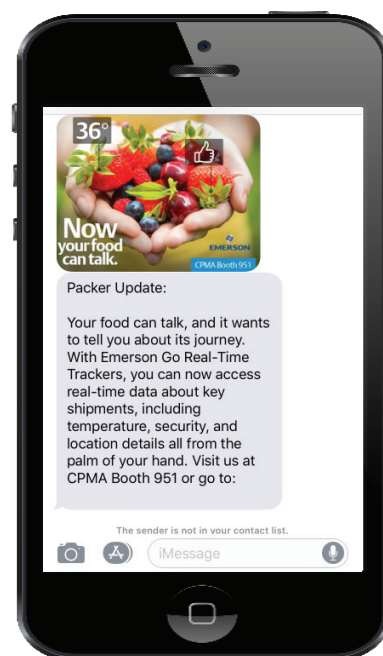 36°
Now
your food
can talk.
EMERSON
CPMA Booth 951
Packer Update:
Your food can talk, and it wants
to tell you about its journey.
With Emerson Go Real-Time
Trackers, you can now access
real-time data about key
shipments, including
temperature, security, and
location details all from the
palm of your hand. Visit us at
CPMA Booth 951 or go to:
The sender is not in your contact list.
iMessage